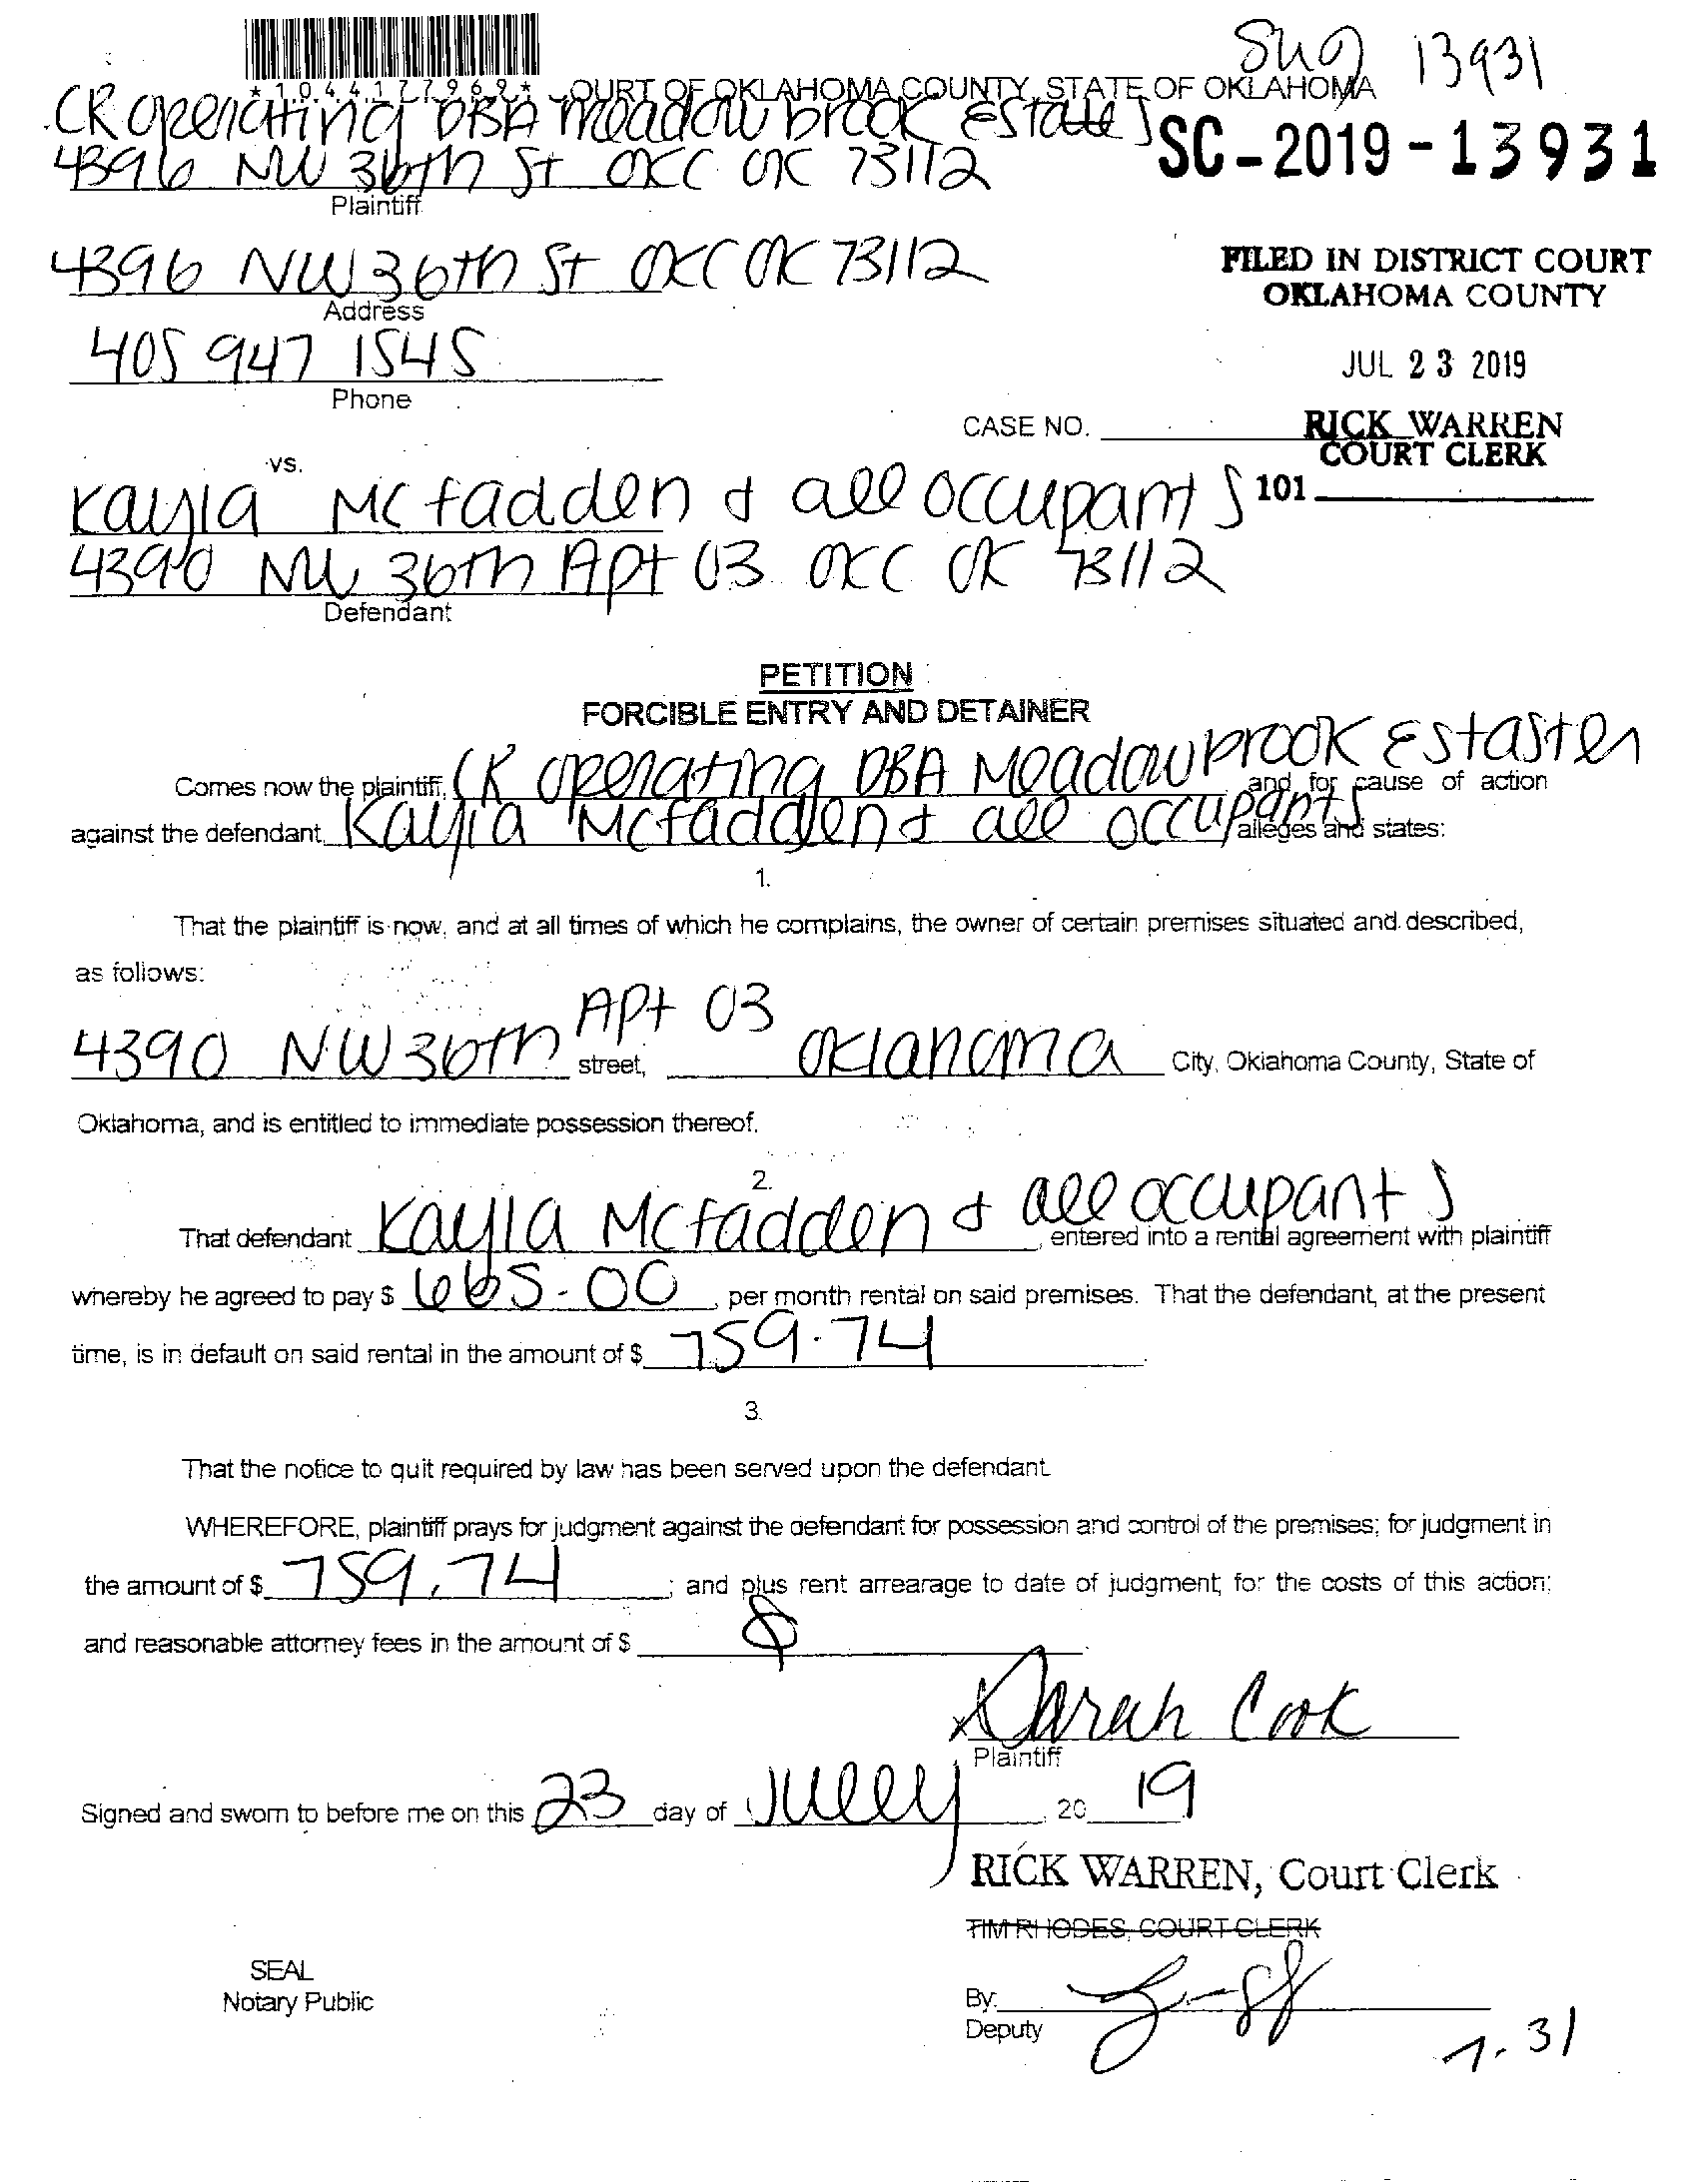 13931
*1044177969* COURT OF OKLAHOMA COUNTY, STATE OF OKLAHOMA
CR operating DBA Meadowbrook Estates
SC-2019-13931
4396 NW 36th St OKC OK 73112
Plaintiff
4396 NW 36th St OKC OK 73112
Address
FILED IN DISTRICT COURT
OKLAHOMA COUNTY
405 947 1545
Phone
JUL 23 2019
CASE NO.
RICK WARREN
COURT CLERK
vs.
Kayla McFadden & all occupants
101
4390 NW 36th Apt 03 OKC OK 73112
Defendant
PETITION
FORCIBLE ENTRY AND DETAINER
Comes now the plaintiff, CR operating DBA Meadowbrook Estastes and for cause of action
against the defendant, Kayla McFadden & all occupants alleges and states:
1.
That the plaintiff is now, and at all times of which he complains, the owner of certain premises situated and described,
as follows:
4390 NW 36th Apt 03 street, Oklahoma City, Oklahoma County, State of
Oklahoma, and is entitled to immediate possession thereof.
2.
That defendant Kayla McFadden & all occupants, entered into a rental agreement with plaintiff
whereby he agreed to pay $ 665.00, per month rental on said premises. That the defendant, at the present
time, is in default on said rental in the amount of $ 759.74.
3.
That the notice to quit required by law has been served upon the defendant.
WHEREFORE, plaintiff prays for judgment against the defendant for possession and control of the premises; for judgment in
the amount of $ 759.74; and plus rent arrearage to date of judgment; for the costs of this action;
and reasonable attorney fees in the amount of $
x Sarah Cook
Plaintiff
Signed and sworn to before me on this 23 day of July, 20 19
RICK WARREN, Court Clerk
TIM RHODES, COURT CLERK
SEAL
Notary Public
By:
Deputy
1.31